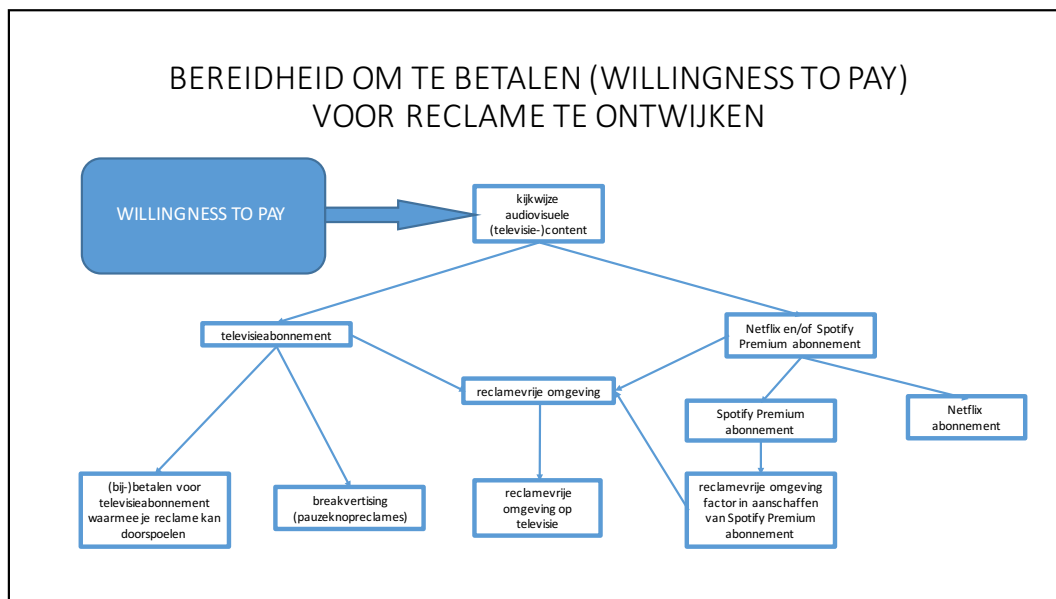 BEREIDHEID OM TE BETALEN (WILLINGNESS TO PAY)
VOOR RECLAME TE ONTWIJKEN
WILLINGNESS TO PAY
kijkwijze
audiovisuele
(televisie-)content
televisieabonnement
Netflix en/of Spotify
Premium abonnement
reclamevrije omgeving
Spotify Premium
abonnement
Netflix
abonnement
(bij-)betalen voor
televisieabonnement
waarmee je reclame kan
doorspoelen
breakvertising
(pauzeknopreclames)
reclamevrije
omgeving op
televisie
reclamevrije omgeving
factor in aanschaffen
van Spotify Premium
abonnement